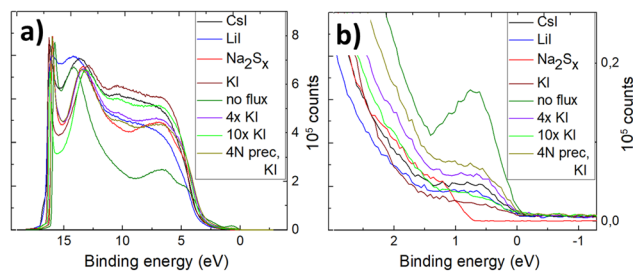 a)
CsI
LiI
Na₂Sₓ
KI
no flux
4x KI
10x KI
4N prec,
KI
8
6
4
2
0
10⁵ counts
15
10
5
0
Binding energy (eV)
b)
CsI
LiI
Na₂Sₓ
KI
no flux
4x KI
10x KI
4N prec,
KI
0,2
0,0
10⁵ counts
2
1
0
-1
Binding energy (eV)